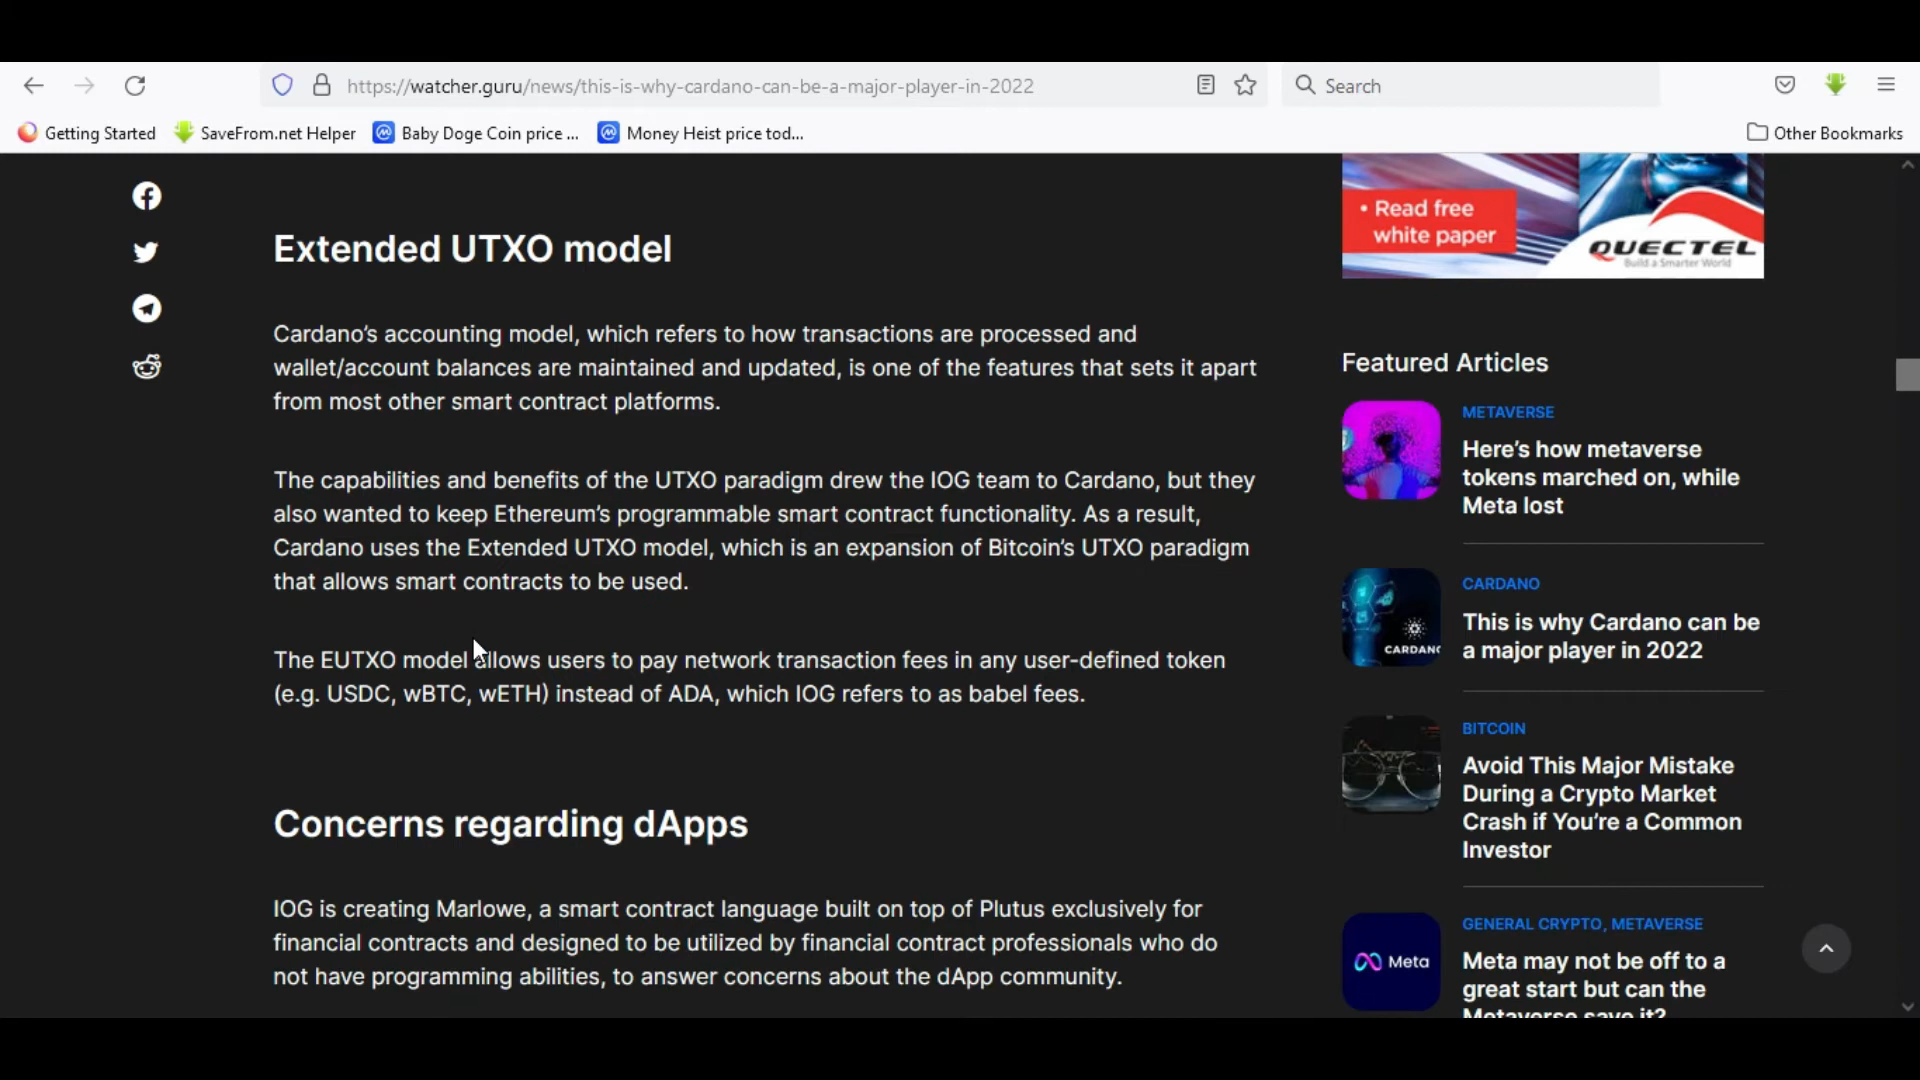 https://watcher.guru/news/this-is-why-cardano-can-be-a-major-player-in-2022
Search
Getting Started
SaveFrom.net Helper
Baby Doge Coin price ...
Money Heist price tod...
Other Bookmarks
Extended UTXO model
Cardano’s accounting model, which refers to how transactions are processed and
wallet/account balances are maintained and updated, is one of the features that sets it apart
from most other smart contract platforms.
The capabilities and benefits of the UTXO paradigm drew the IOG team to Cardano, but they
also wanted to keep Ethereum’s programmable smart contract functionality. As a result,
Cardano uses the Extended UTXO model, which is an expansion of Bitcoin’s UTXO paradigm
that allows smart contracts to be used.
The EUTXO model allows users to pay network transaction fees in any user-defined token
(e.g. USDC, wBTC, wETH) instead of ADA, which IOG refers to as babel fees.
Concerns regarding dApps
IOG is creating Marlowe, a smart contract language built on top of Plutus exclusively for
financial contracts and designed to be utilized by financial contract professionals who do
not have programming abilities, to answer concerns about the dApp community.
• Read free
white paper
QUECTEL
Build a Smarter World
Featured Articles
METAVERSE
Here’s how metaverse
tokens marched on, while
Meta lost
CARDANO
This is why Cardano can be
a major player in 2022
CARDANO
BITCOIN
Avoid This Major Mistake
During a Crypto Market
Crash if You’re a Common
Investor
GENERAL CRYPTO, METAVERSE
Meta
Meta may not be off to a
great start but can the
Metaverse save it?